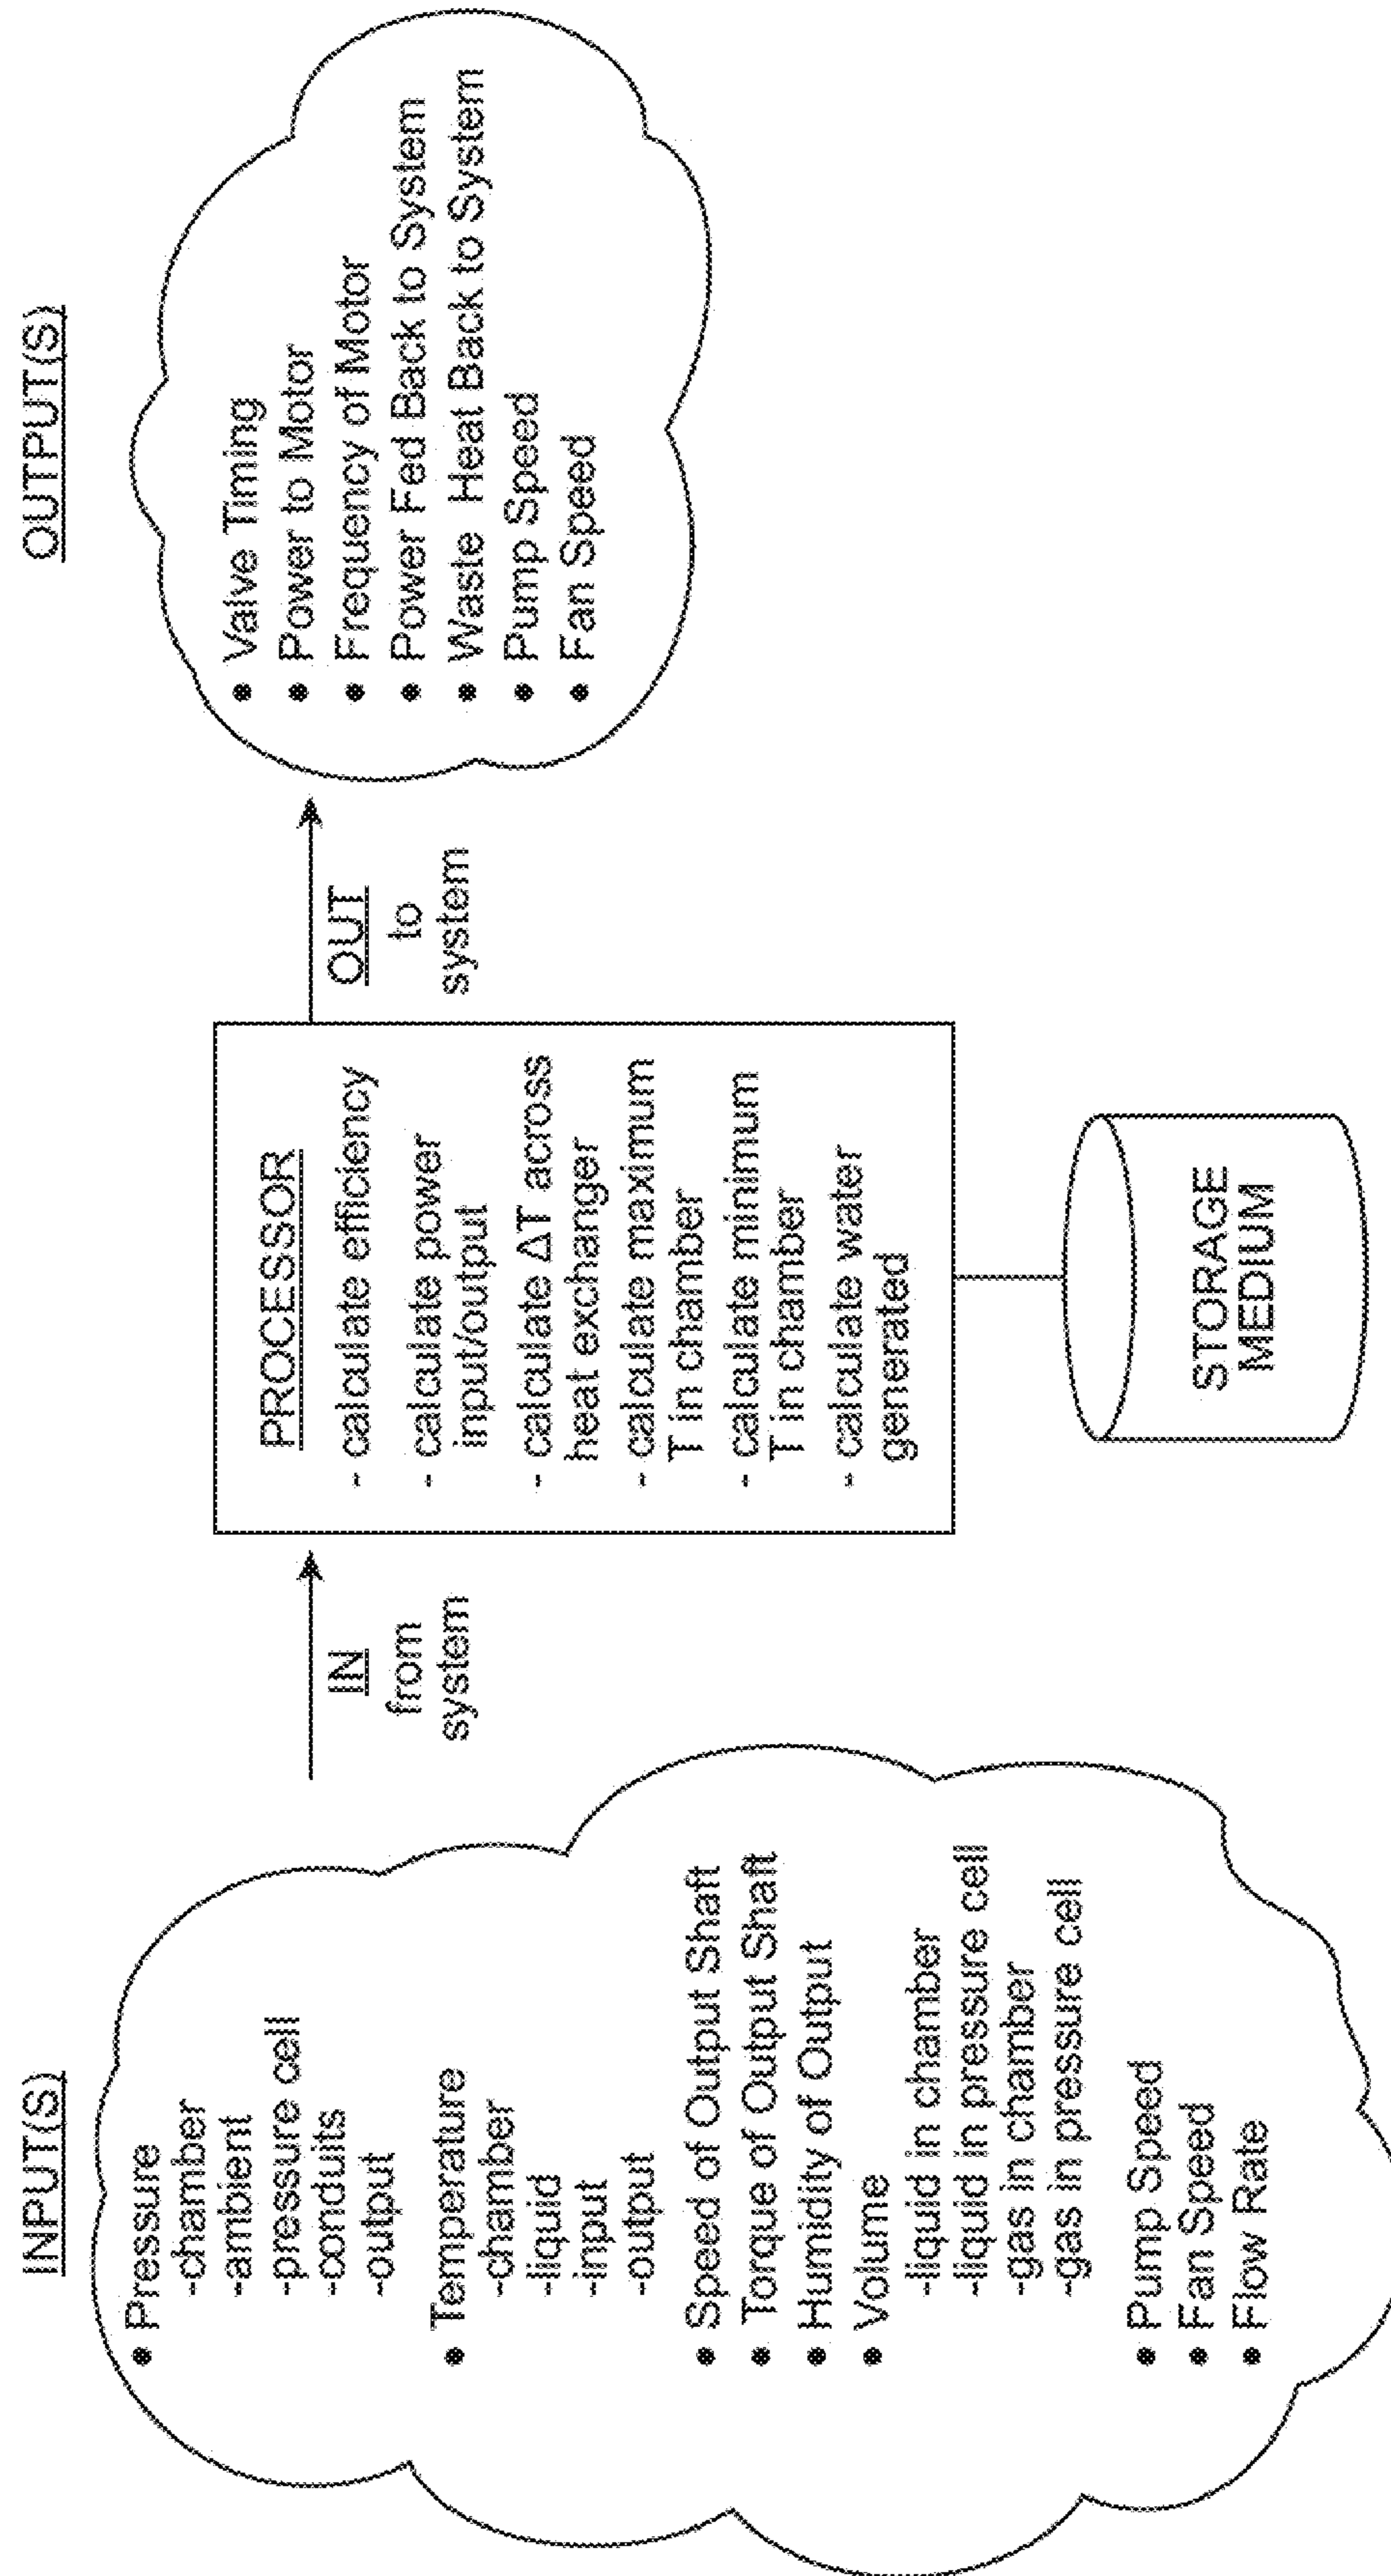 INPUT(S)
• Pressure
-chamber
-ambient
-pressure cell
-conduits
-output
• Temperature
-chamber
-liquid
-input
-output
• Speed of Output Shaft
• Torque of Output Shaft
• Humidity of Output
• Volume
-liquid in chamber
-liquid in pressure cell
-gas in chamber
-gas in pressure cell
• Pump Speed
• Fan Speed
• Flow Rate
IN
from
system
PROCESSOR
- calculate efficiency
- calculate power
input/output
- calculate ΔT across
heat exchanger
- calculate maximum
T in chamber
- calculate minimum
T in chamber
- calculate water
generated
STORAGE
MEDIUM
OUT
to
system
OUTPUT(S)
• Valve Timing
• Power to Motor
• Frequency of Motor
• Power Fed Back to System
• Waste Heat Back to System
• Pump Speed
• Fan Speed